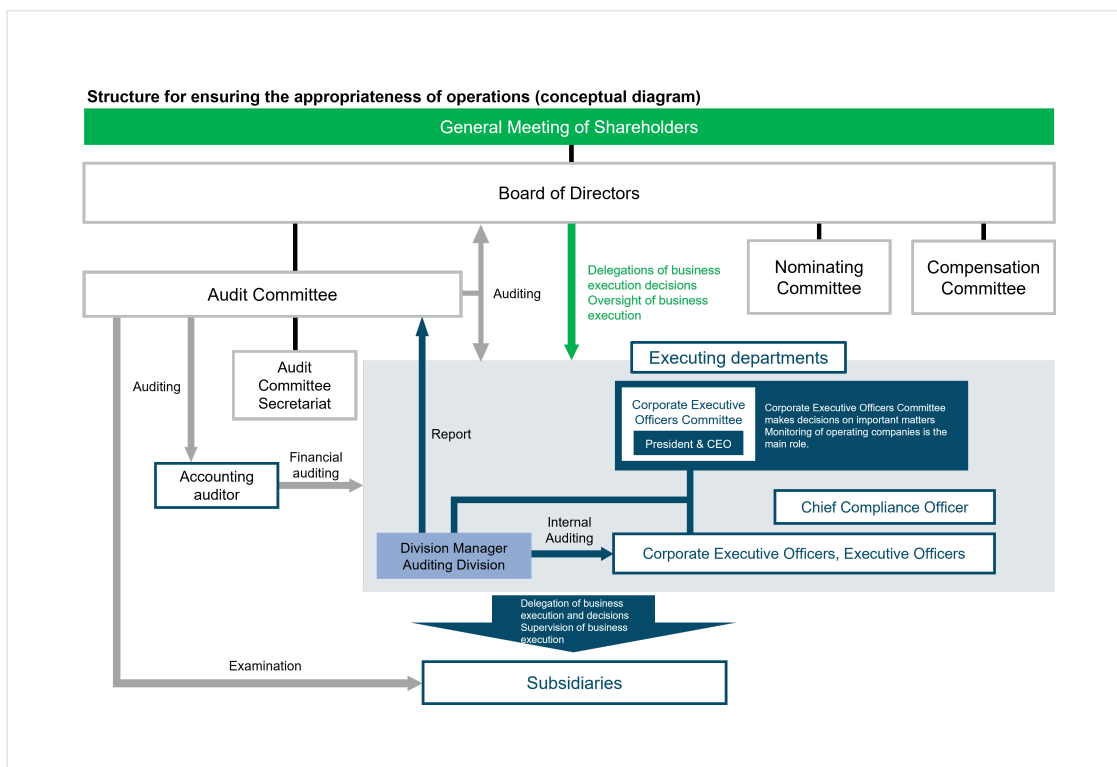 Structure for ensuring the appropriateness of operations (conceptual diagram)
General Meeting of Shareholders
Board of Directors
Audit Committee
Auditing
Delegations of business
execution decisions
Oversight of business
execution
Nominating
Committee
Compensation
Committee
Auditing
Audit
Committee
Secretariat
Executing departments
Corporate Executive
Officers Committee
President & CEO
Corporate Executive Officers Committee
makes decisions on important matters
Monitoring of operating companies is the
main role.
Report
Accounting
auditor
Financial
auditing
Chief Compliance Officer
Division Manager
Auditing Division
Internal
Auditing
Corporate Executive Officers, Executive Officers
Delegation of business
execution and decisions
Supervision of business
execution
Examination
Subsidiaries